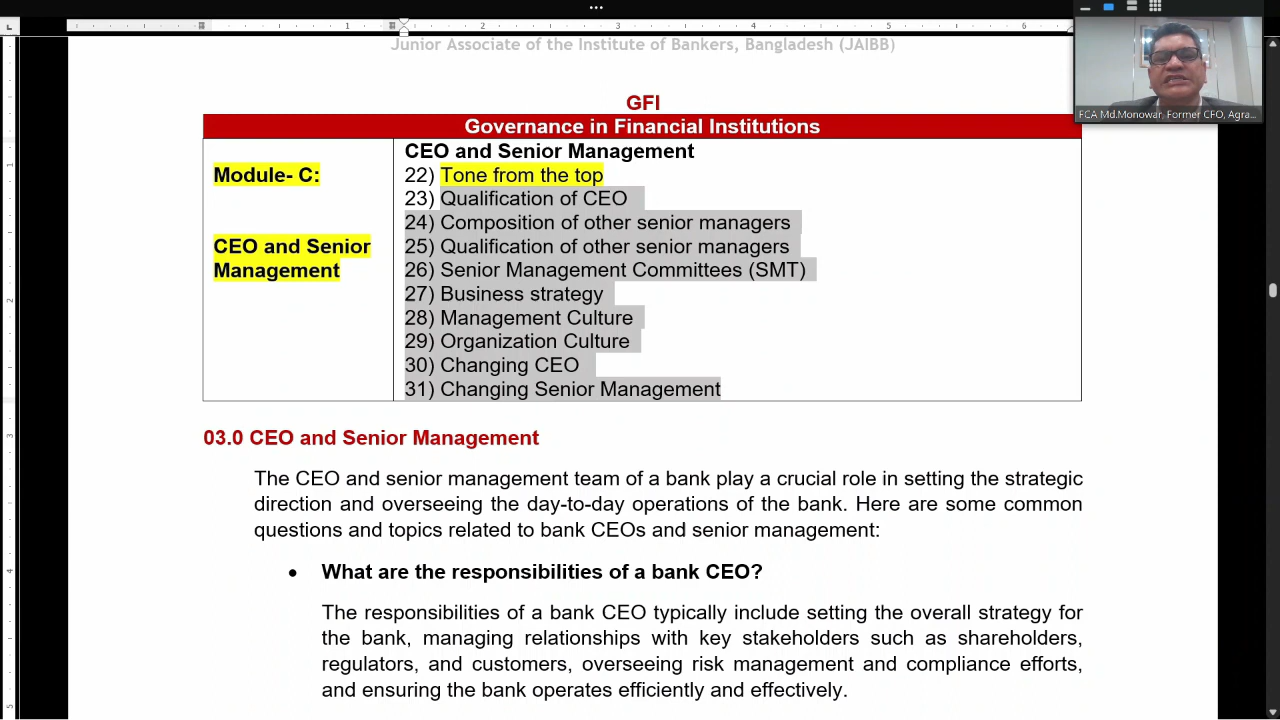 Junior Associate of the Institute of Bankers, Bangladesh (JAIBB)
FCA Md.Monowar, Former CFO, Agra...
GFI
Governance in Financial Institutions
Module- C:
CEO and Senior
Management
CEO and Senior Management
22) Tone from the top
23) Qualification of CEO
24) Composition of other senior managers
25) Qualification of other senior managers
26) Senior Management Committees (SMT)
27) Business strategy
28) Management Culture
29) Organization Culture
30) Changing CEO
31) Changing Senior Management
03.0 CEO and Senior Management
The CEO and senior management team of a bank play a crucial role in setting the strategic
direction and overseeing the day-to-day operations of the bank. Here are some common
questions and topics related to bank CEOs and senior management:
• What are the responsibilities of a bank CEO?
The responsibilities of a bank CEO typically include setting the overall strategy for
the bank, managing relationships with key stakeholders such as shareholders,
regulators, and customers, overseeing risk management and compliance efforts,
and ensuring the bank operates efficiently and effectively.